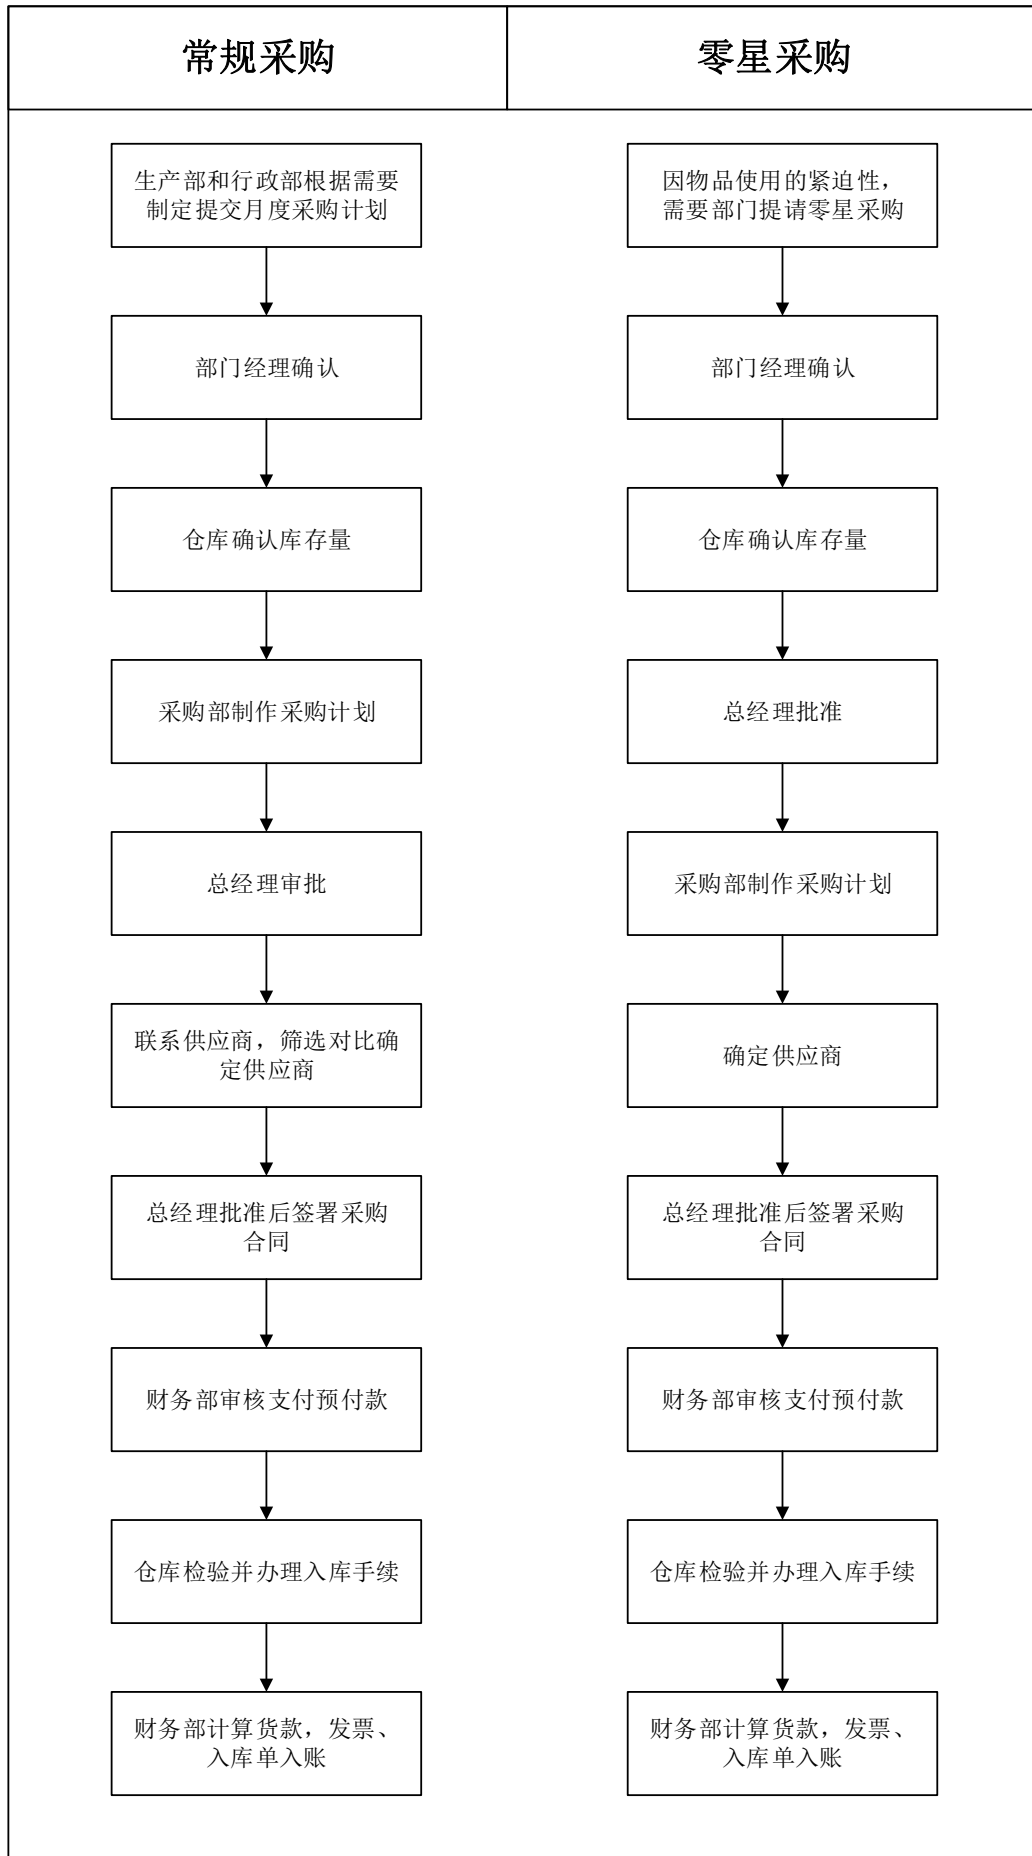 常规采购
零星采购
生产部和行政部根据需要
制定提交月度采购计划
部门经理确认
仓库确认库存量
采购部制作采购计划
总经理审批
联系供应商，筛选对比确
定供应商
总经理批准后签署采购
合同
财务部审核支付预付款
仓库检验并办理入库手续
财务部计算货款，发票、
入库单入账
因物品使用的紧迫性，
需要部门提请零星采购
部门经理确认
仓库确认库存量
总经理批准
采购部制作采购计划
确定供应商
总经理批准后签署采购
合同
财务部审核支付预付款
仓库检验并办理入库手续
财务部计算货款，发票、
入库单入账